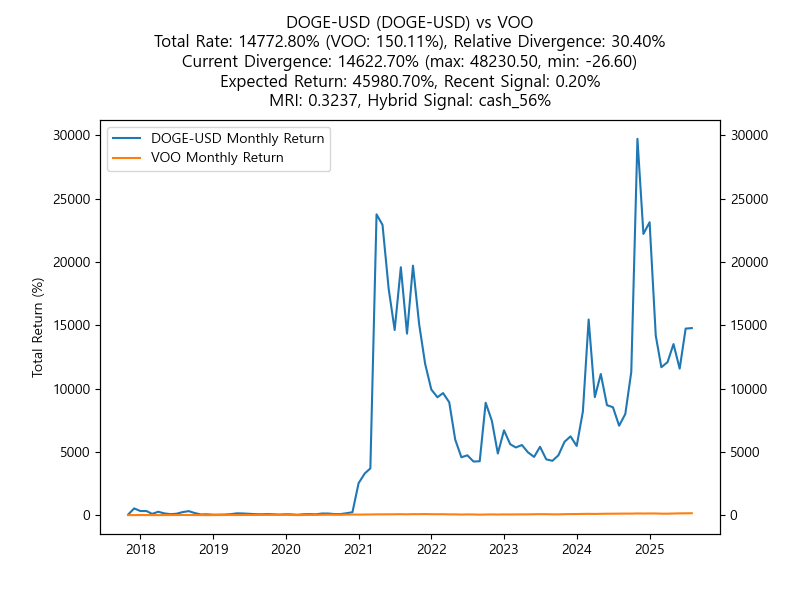 DOGE-USD (DOGE-USD) vs VOO
Total Rate: 14772.80% (VOO: 150.11%), Relative Divergence: 30.40%
Current Divergence: 14622.70% (max: 48230.50, min: -26.60)
Expected Return: 45980.70%, Recent Signal: 0.20%
MRI: 0.3237, Hybrid Signal: cash_56%
DOGE-USD Monthly Return
VOO Monthly Return
Total Return (%)
30000
25000
20000
15000
10000
5000
0
30000
25000
20000
15000
10000
5000
0
2018 2019 2020 2021 2022 2023 2024 2025